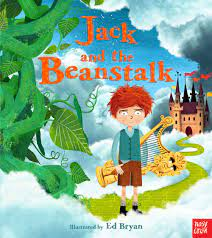 Jack
and the
Beanstalk
Illustrated by Ed Bryan
nosy
crow